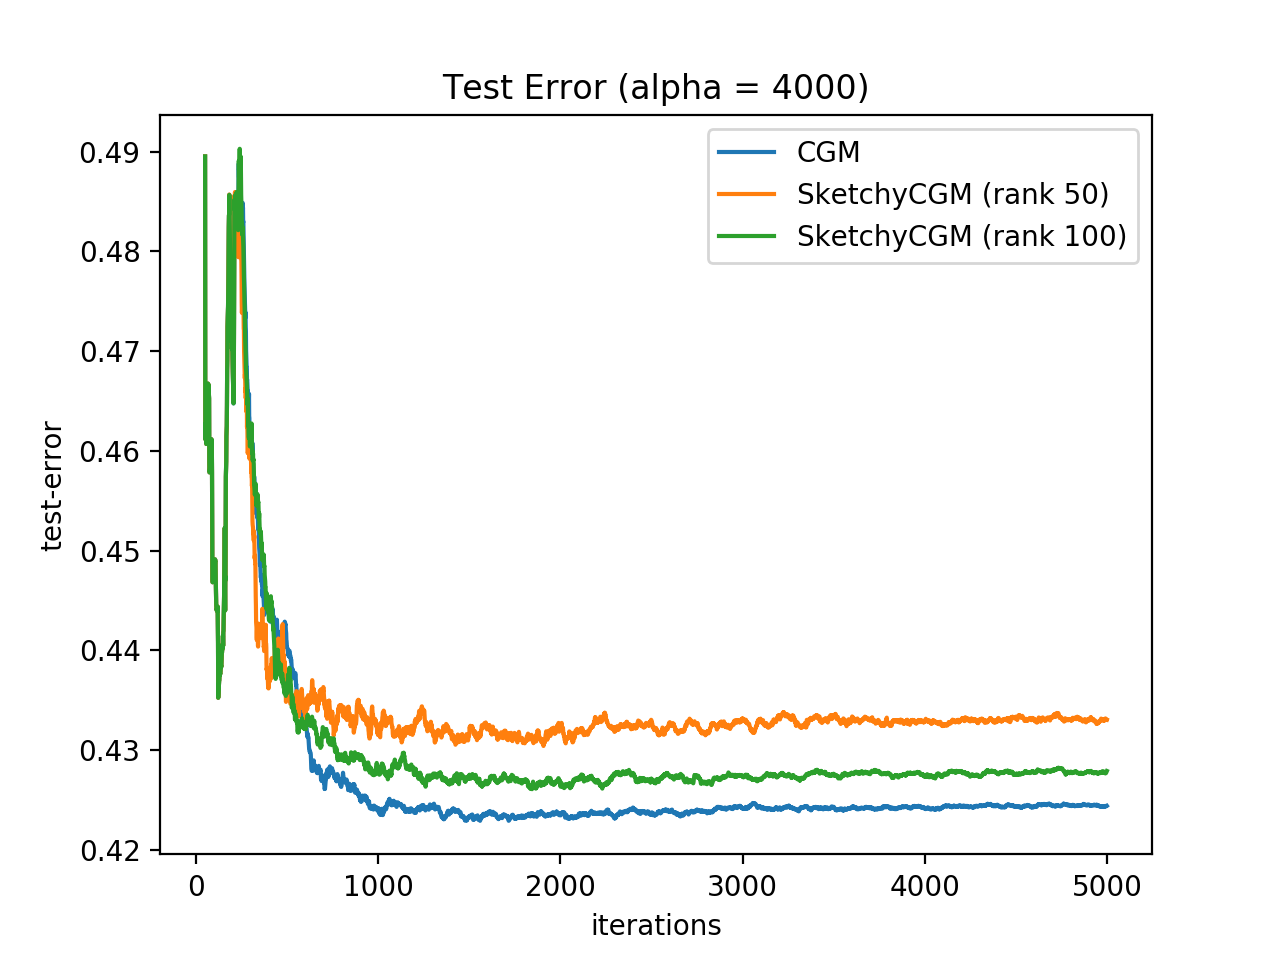 Test Error (alpha = 4000)
CGM
SketchyCGM (rank 50)
SketchyCGM (rank 100)
0.49
0.48
0.47
0.46
0.45
0.44
0.43
0.42
test-error
0 1000 2000 3000 4000 5000
iterations